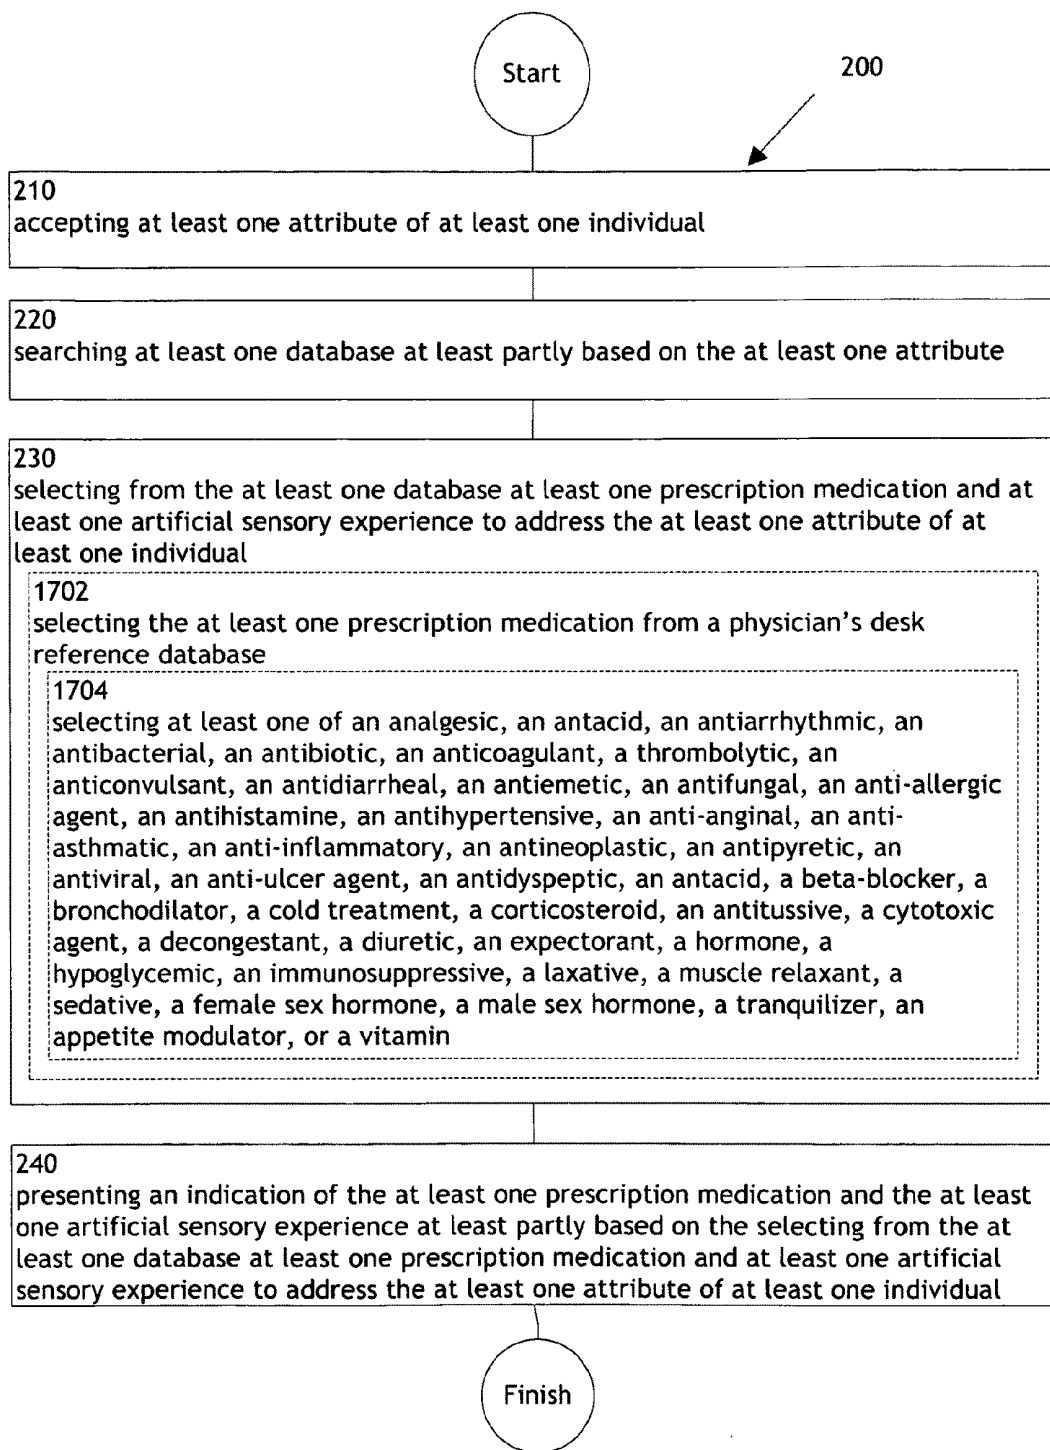 Start
200
210
accepting at least one attribute of at least one individual
220
searching at least one database at least partly based on the at least one attribute
230
selecting from the at least one database at least one prescription medication and at
least one artificial sensory experience to address the at least one attribute of at
least one individual
1702
selecting the at least one prescription medication from a physician's desk
reference database
1704
selecting at least one of an analgesic, an antacid, an antiarrhythmic, an
antibacterial, an antibiotic, an anticoagulant, a thrombolytic, an
anticonvulsant, an antidiarrheal, an antiemetic, an antifungal, an anti-allergic
agent, an antihistamine, an antihypertensive, an anti-anginal, an anti-
asthmatic, an anti-inflammatory, an antineoplastic, an antipyretic, an
antiviral, an anti-ulcer agent, an antidyspeptic, an antacid, a beta-blocker, a
bronchodilator, a cold treatment, a corticosteroid, an antitussive, a cytotoxic
agent, a decongestant, a diuretic, an expectorant, a hormone, a
hypoglycemic, an immunosuppressive, a laxative, a muscle relaxant, a
sedative, a female sex hormone, a male sex hormone, a tranquilizer, an
appetite modulator, or a vitamin
240
presenting an indication of the at least one prescription medication and the at least
one artificial sensory experience at least partly based on the selecting from the at
least one database at least one prescription medication and at least one artificial
sensory experience to address the at least one attribute of at least one individual
Finish